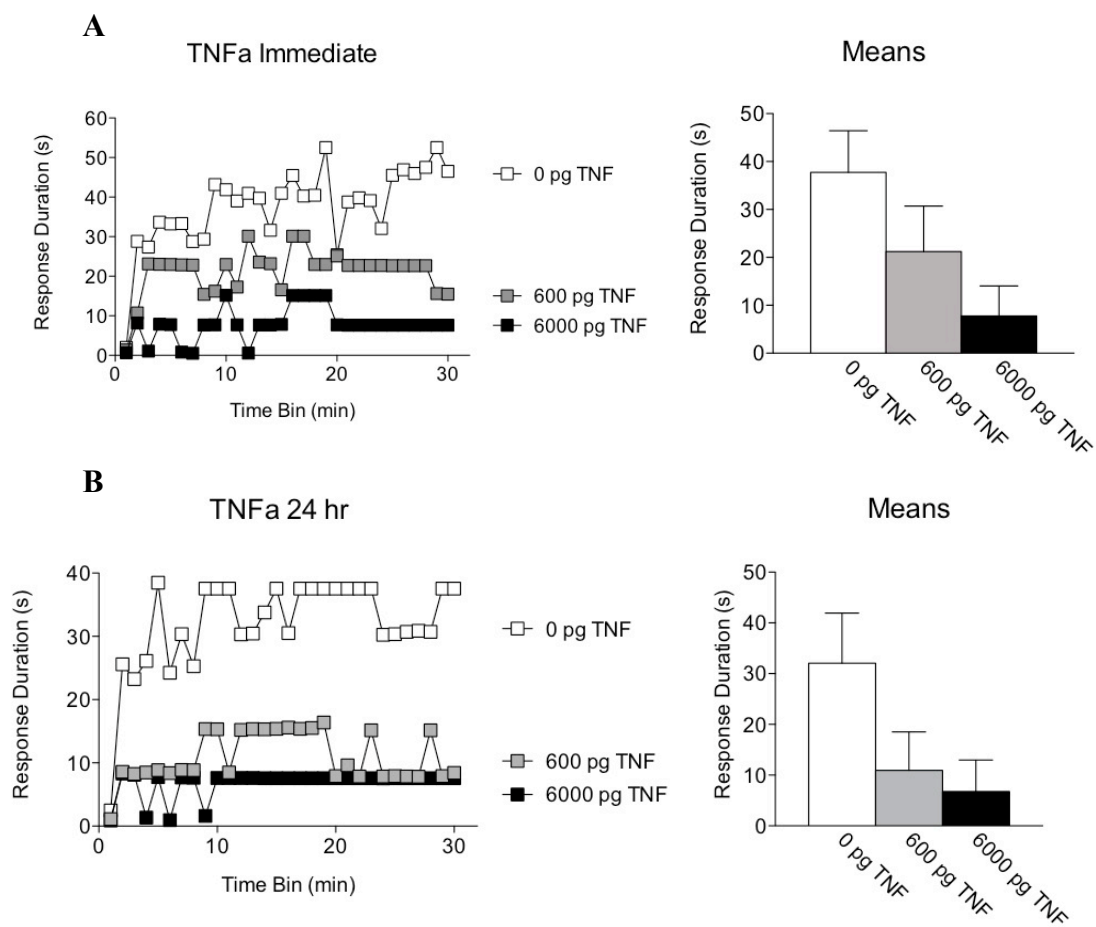 A
TNFa Immediate
Response Duration (s)
60
50
40
30
20
10
0
0
10
20
30
Time Bin (min)
0 pg TNF
600 pg TNF
6000 pg TNF
Means
Response Duration (s)
50
40
30
20
10
0
0 pg TNF
600 pg TNF
6000 pg TNF
B
TNFa 24 hr
Response Duration (s)
40
30
20
10
0
0
10
20
30
Time Bin (min)
0 pg TNF
600 pg TNF
6000 pg TNF
Means
Response Duration (s)
50
40
30
20
10
0
0 pg TNF
600 pg TNF
6000 pg TNF